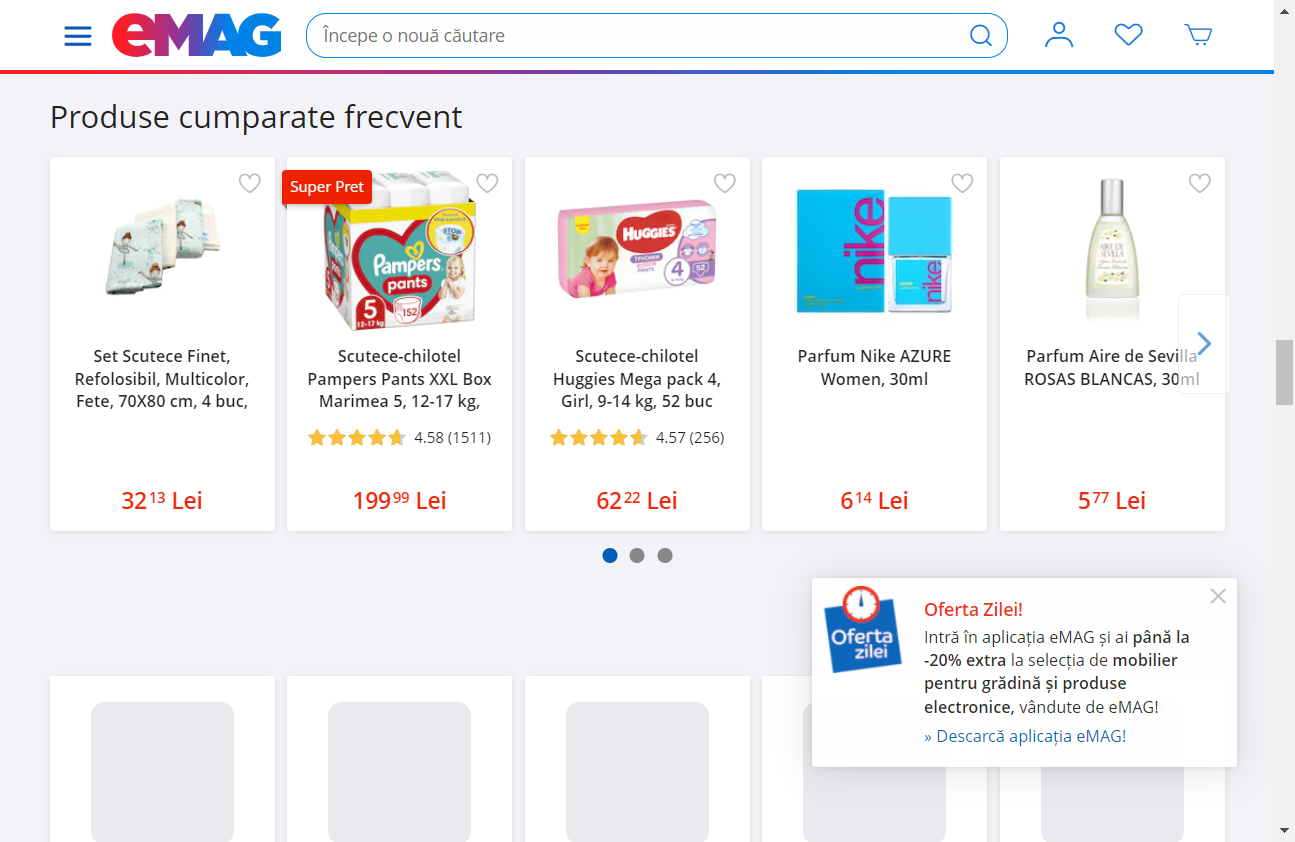 eMAG
Începe o nouă căutare
Produse cumparate frecvent
Super Pret
Pampers
pants
5
12-17 kg
152
STOP
HUGGIES
ТРУСИКИ
PANTS
4
52
nike
nike
AIRE DE
SEVILLA
Set Scutece Finet,
Refolosibil, Multicolor,
Fete, 70X80 cm, 4 buc,
Scutece-chilotel
Pampers Pants XXL Box
Marimea 5, 12-17 kg,
Scutece-chilotel
Huggies Mega pack 4,
Girl, 9-14 kg, 52 buc
Parfum Nike AZURE
Women, 30ml
Parfum Aire de Sevilla
ROSAS BLANCAS, 30ml
4.58 (1511)
4.57 (256)
32 13 Lei
199 99 Lei
62 22 Lei
6 14 Lei
5 77 Lei
Oferta
zilei
Oferta Zilei!
Intră în aplicația eMAG și ai până la
-20% extra la selecția de mobilier
pentru grădină și produse
electronice, vândute de eMAG!
» Descarcă aplicația eMAG!